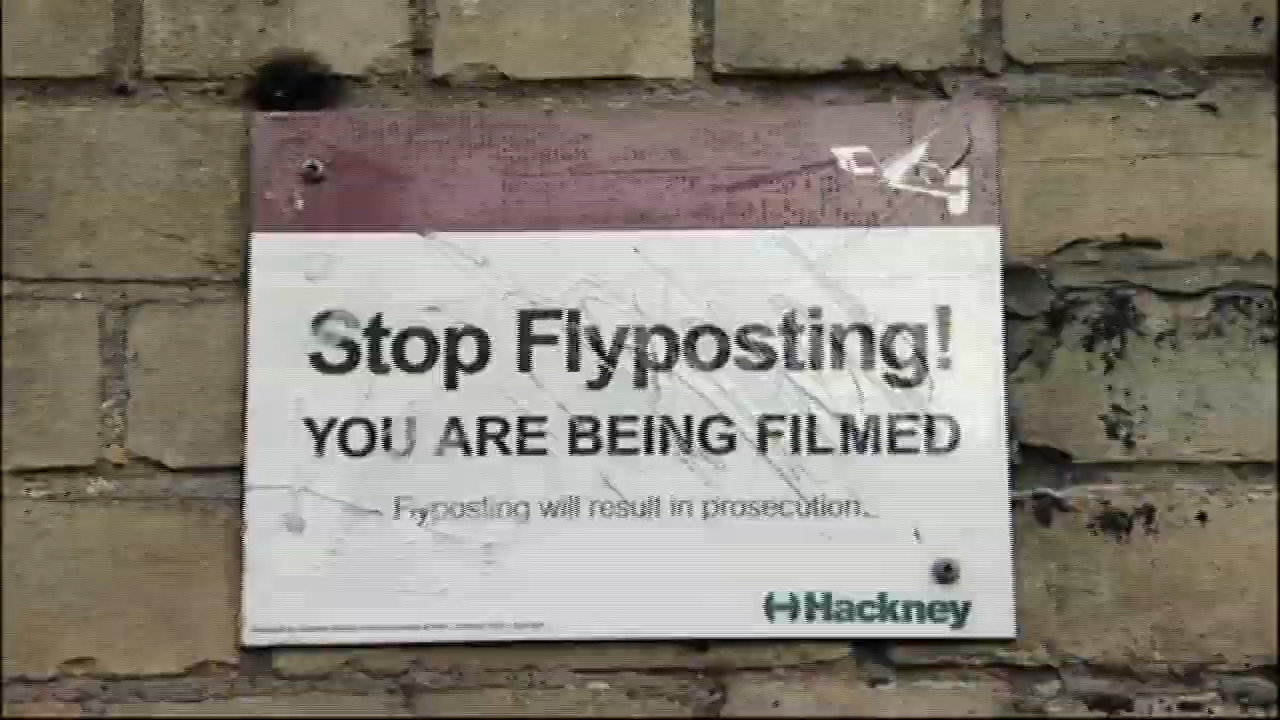 Stop Flyposting!
YOU ARE BEING FILMED
Flyposting will result in prosecution.
Hackney